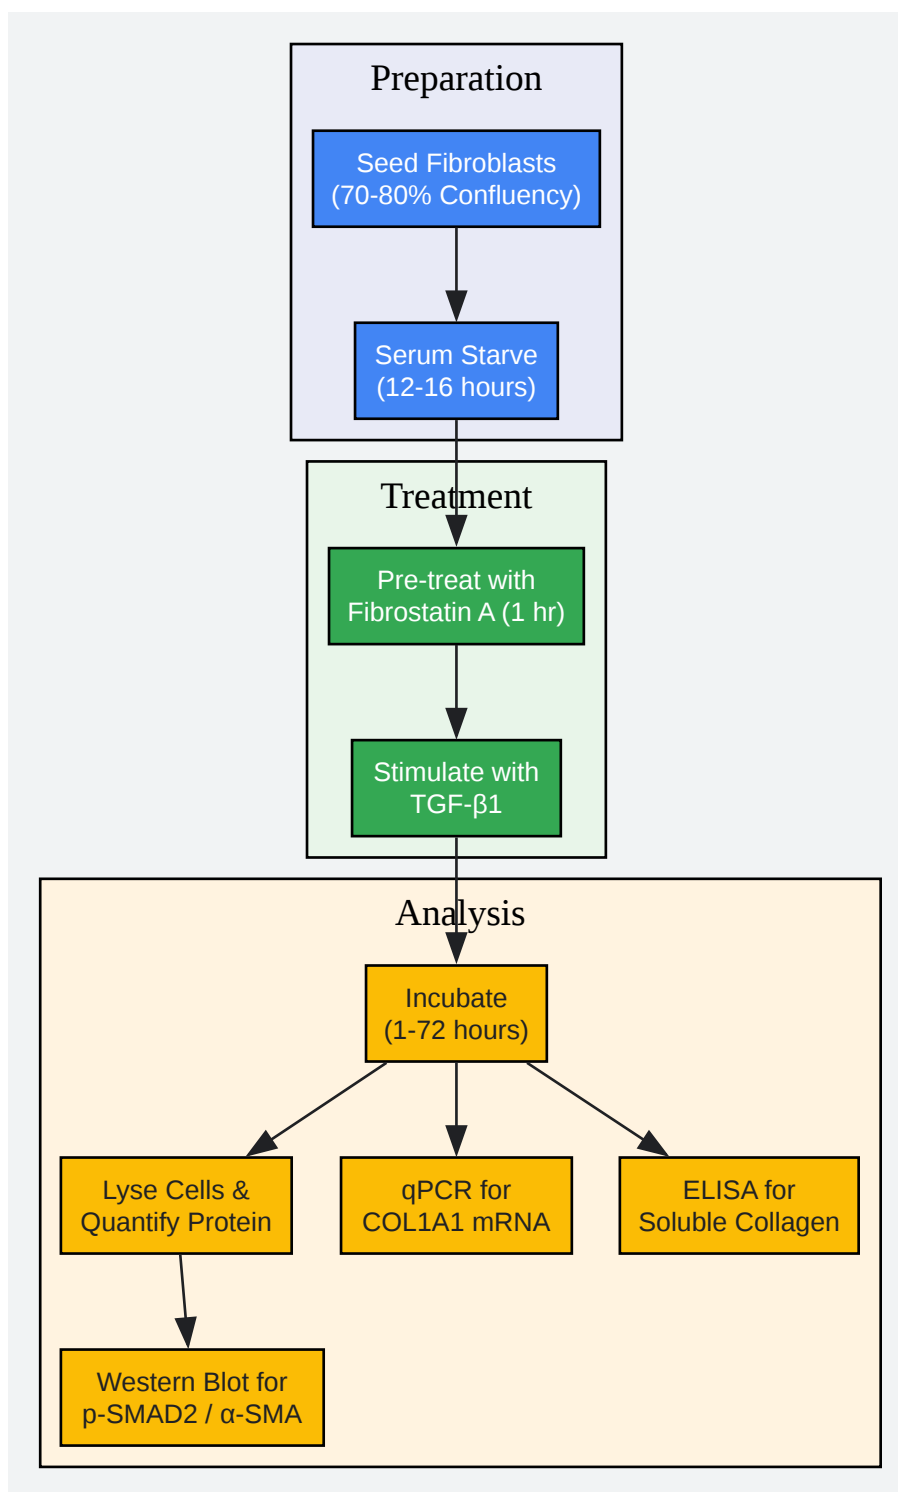 Preparation
Seed Fibroblasts
(70-80% Confluency)
Serum Starve
(12-16 hours)
Treatment
Pre-treat with
Fibrostatin A (1 hr)
Stimulate with
TGF-β1
Analysis
Incubate
(1-72 hours)
Lyse Cells &
Quantify Protein
qPCR for
COL1A1 mRNA
ELISA for
Soluble Collagen
Western Blot for
p-SMAD2 / α-SMA